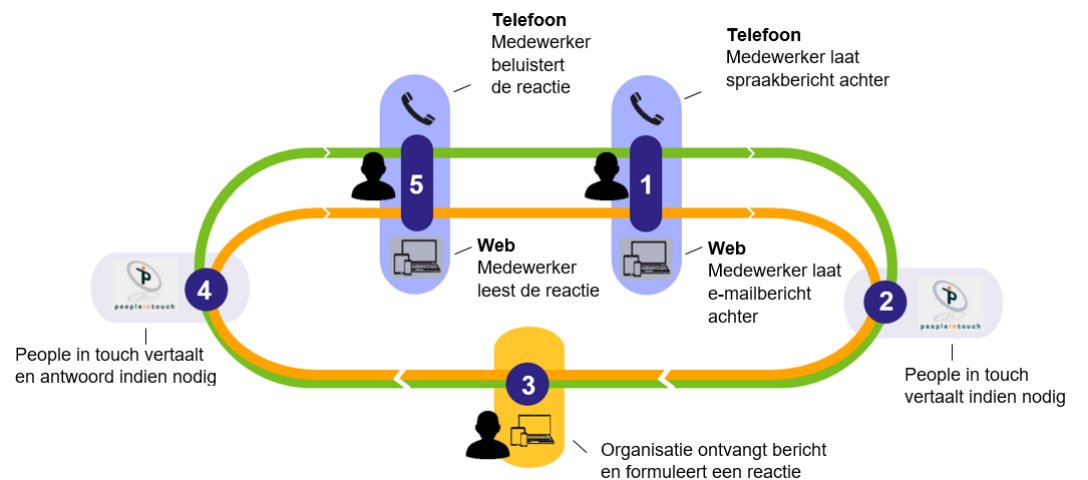 Telefoon
Medewerker
beluistert
de reactie
Telefoon
Medewerker laat
spraakbericht achter
5
1
Web
Medewerker
leest de reactie
Web
Medewerker laat
e-mailbericht
achter
4
peopleintouch
People in touch vertaalt
en antwoord indien nodig
2
peopleintouch
People in touch
vertaalt indien nodig
3
Organisatie ontvangt bericht
en formuleert een reactie